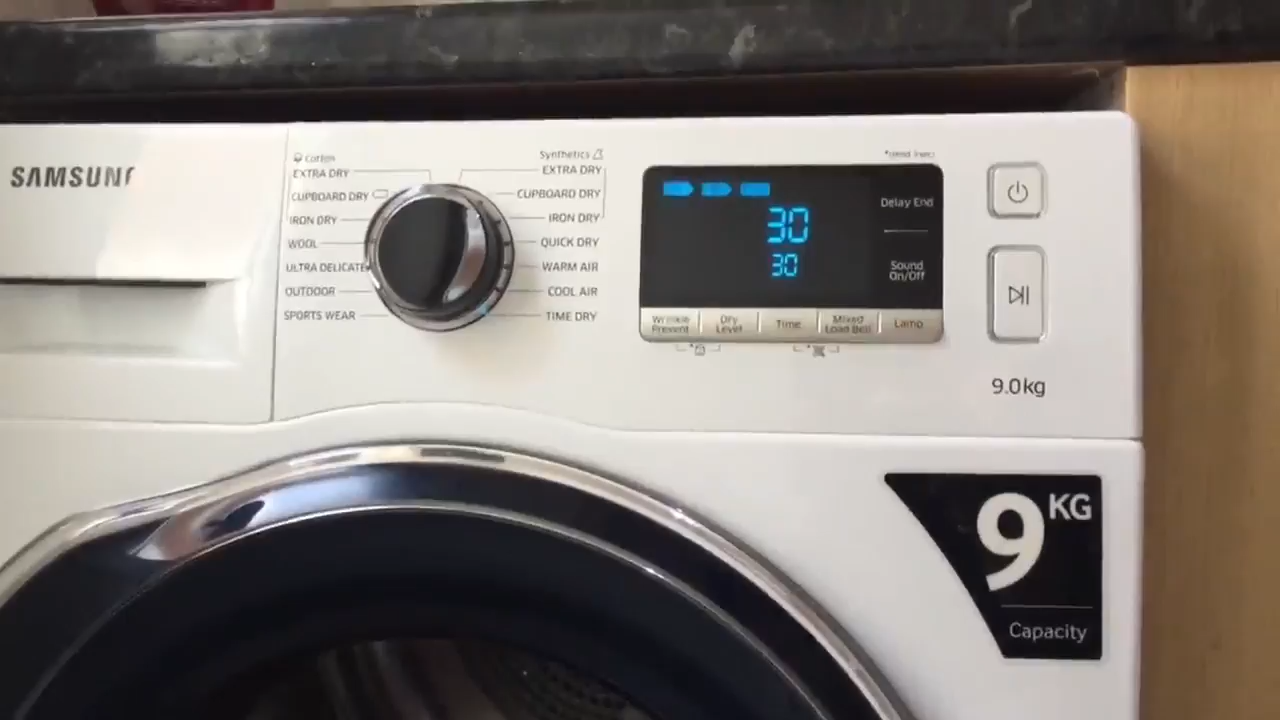 SAMSUNG
Cotton
EXTRA DRY
CUPBOARD DRY
IRON DRY
WOOL
ULTRA DELICATE
OUTDOOR
SPORTS WEAR
Synthetics
EXTRA DRY
CUPBOARD DRY
IRON DRY
QUICK DRY
WARM AIR
COOL AIR
TIME DRY
30
30
Delay End
Sound
On/Off
Wrinkle
Prevent
Dry
Level
Time
Mixed
Load Bell
Lamp
9.0kg
9 KG
Capacity